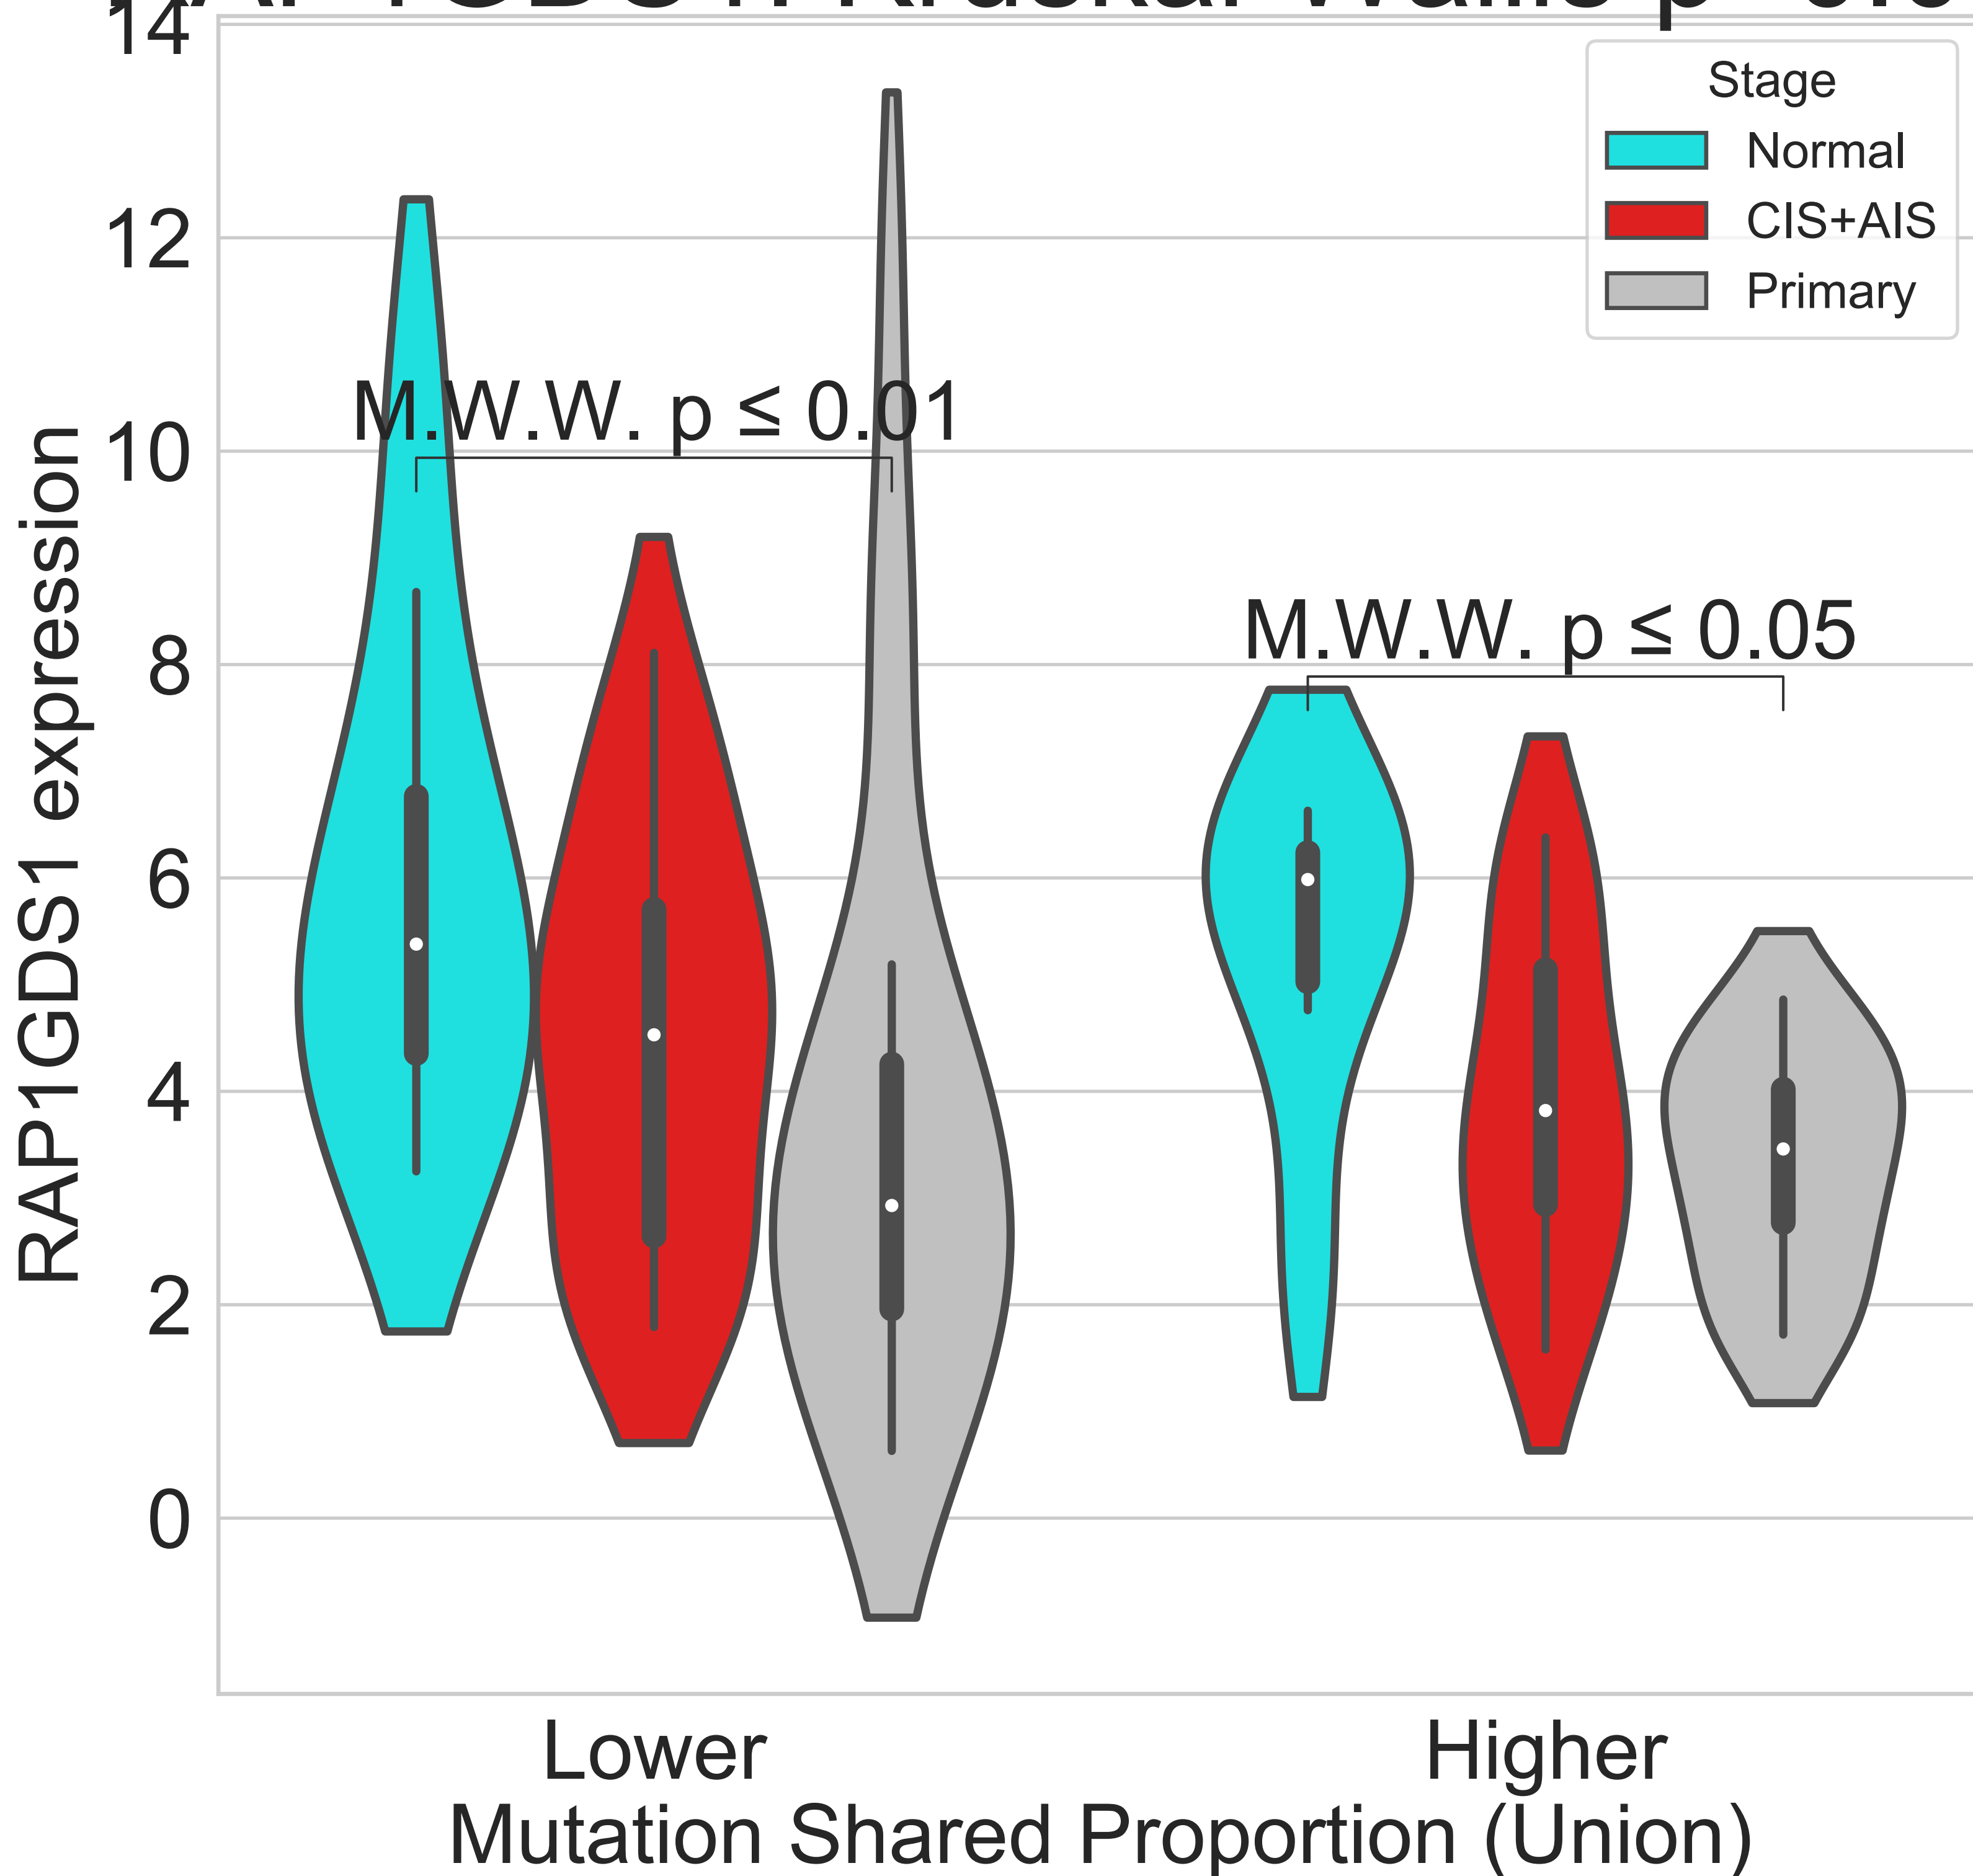 14
12
10
8
6
4
2
0
RAP1GDS1 expression
Stage
Normal
CIS+AIS
Primary
M.W.W. p ≤ 0.01
M.W.W. p ≤ 0.05
Lower
Higher
Mutation Shared Proportion (Union)